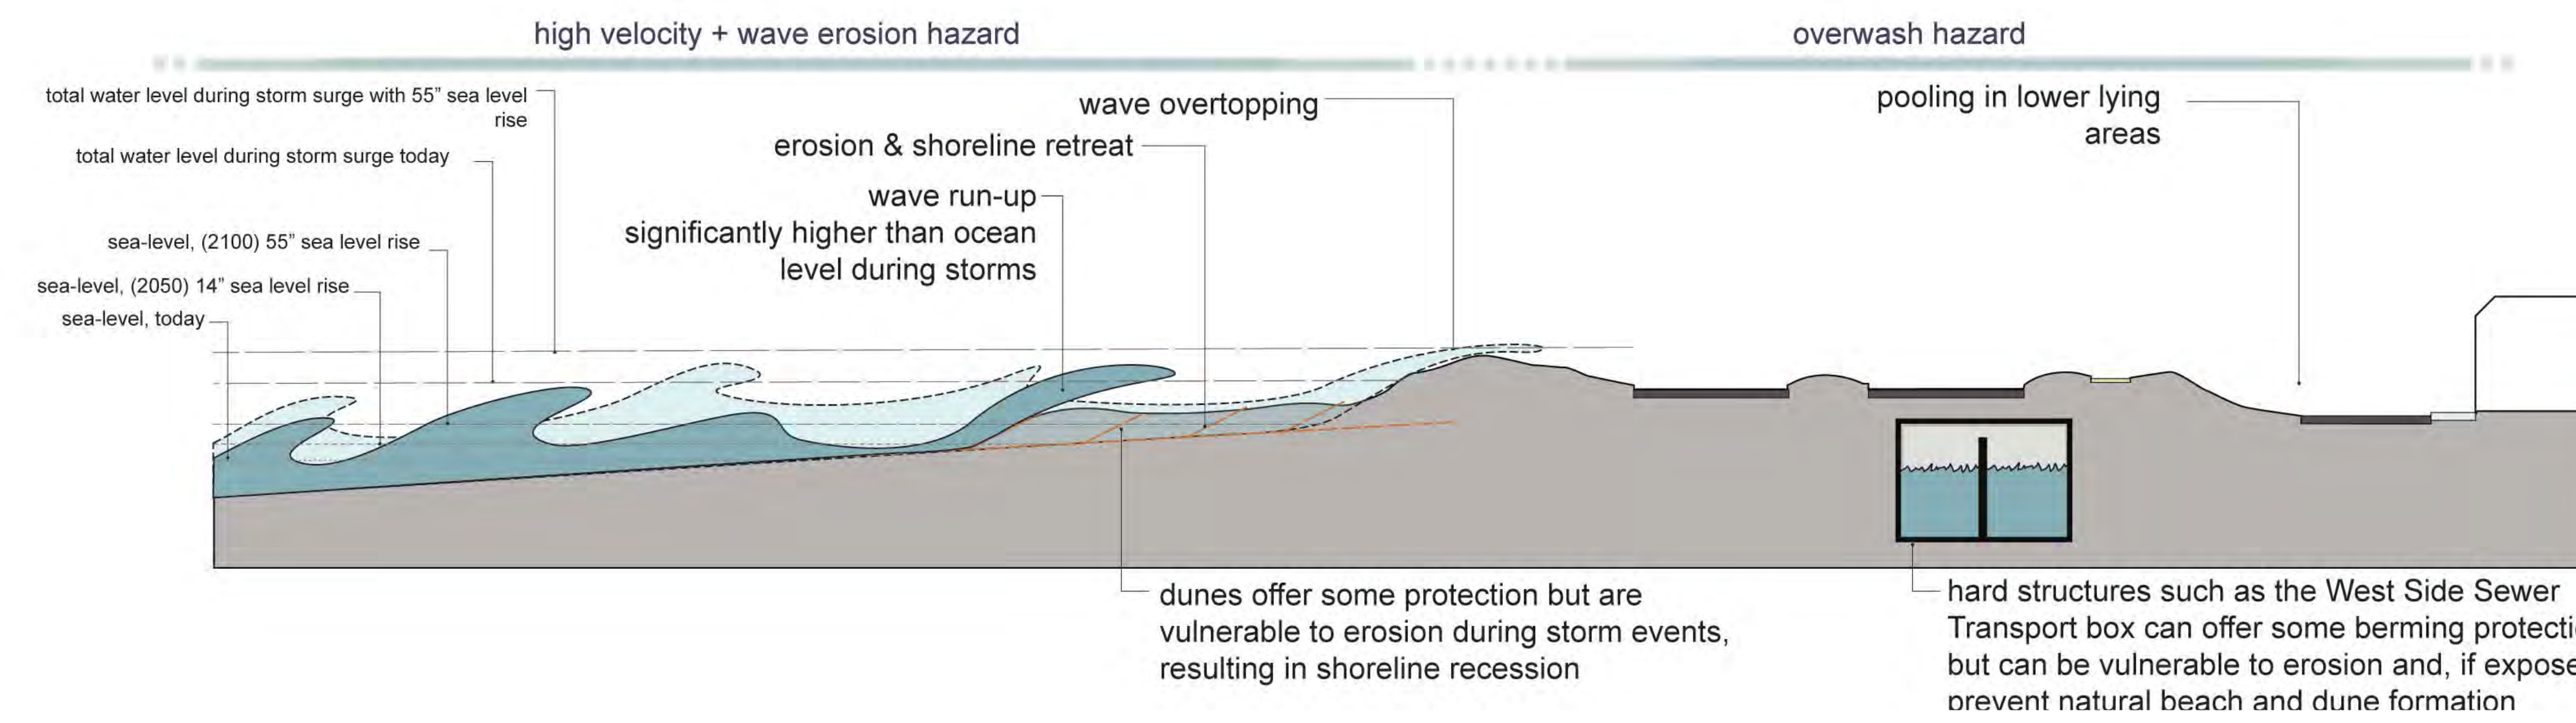 high velocity + wave erosion hazard
overwash hazard
total water level during storm surge with 55” sea level
rise
total water level during storm surge today
sea-level, (2100) 55” sea level rise
sea-level, (2050) 14” sea level rise
sea-level, today
wave overtopping
erosion & shoreline retreat
wave run-up
significantly higher than ocean
level during storms
pooling in lower lying
areas
dunes offer some protection but are
vulnerable to erosion during storm events,
resulting in shoreline recession
hard structures such as the West Side Sewer
Transport box can offer some berming
but can be vulnerable to erosion and, if
prevent natural beach and dune formation